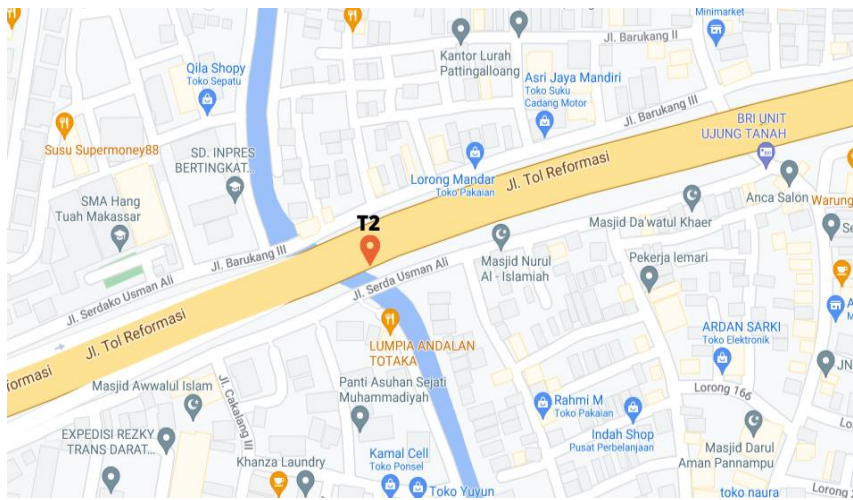 Minimarket
Jl. Barukang II
Kantor Lurah
Pattingalloang
Qila Shopy
Toko Sepatu
Asri Jaya Mandiri
Toko Suku
Cadang Motor
Jl. Barukang III
BRI UNIT
UJUNG TANAH
Susu Supermoney88
SD. INPRES
BERTINGKAT...
Lorong Mandar
Toko Pakaian
Jl. Tol Reformasi
SMA Hang
Tuah Makassar
Anca Salon
Warung
T2
Masjid Da'watul Khaer
Se
Jl. Barukang III
Masjid Nurul
Al - Islamiah
Pekerja lemari
Jl. Serdako Usman Ali
Jl. Serda Usman Ali
A
M
Jl. Tol Reformasi
LUMPIA ANDALAN
TOTAKA
ARDAN SARKI
Toko Elektronik
formasi
JN
Masjid Awwalul Islam
Jl. Cakalang III
Panti Asuhan Sejati
Muhammadiyah
Lorong 166
Rahmi M
Toko Pakaian
Lo
EXPEDISI REZKY
TRANS DARAT...
Indah Shop
Pusat Perbelanjaan
Masjid Darul
Aman Pannampu
Khanza Laundry
Kamal Cell
Toko Ponsel
Toko Yuyun
toko naura
Lorong